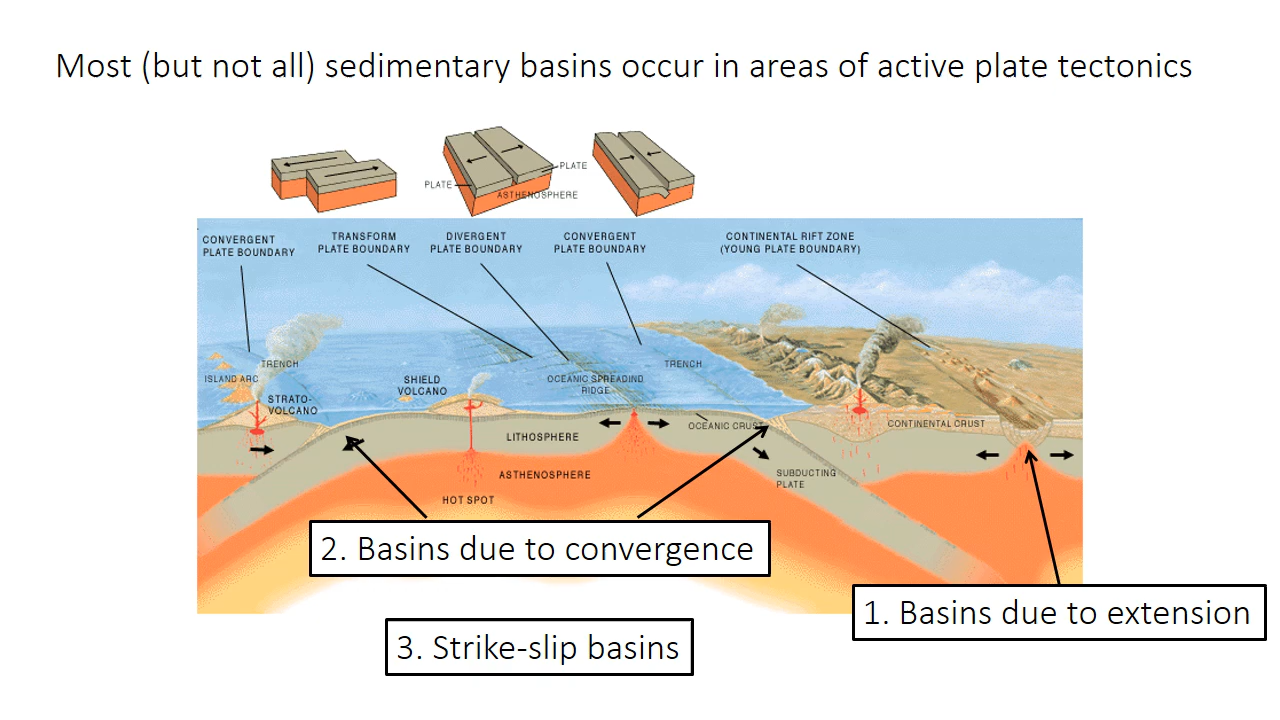 Most (but not all) sedimentary basins occur in areas of active plate tectonics
PLATE
PLATE
ASTHENOSPHERE
CONVERGENT
PLATE BOUNDARY
TRANSFORM
PLATE BOUNDARY
DIVERGENT
PLATE BOUNDARY
CONVERGENT
PLATE BOUNDARY
CONTINENTAL RIFT ZONE
(YOUNG PLATE BOUNDARY)
TRENCH
ISLAND ARC
STRATO-
VOLCANO
SHIELD
VOLCANO
OCEANIC SPREADING
RIDGE
TRENCH
OCEANIC CRUST
CONTINENTAL CRUST
LITHOSPHERE
ASTHENOSPHERE
HOT SPOT
SUBDUCTING
PLATE
2. Basins due to convergence
1. Basins due to extension
3. Strike-slip basins